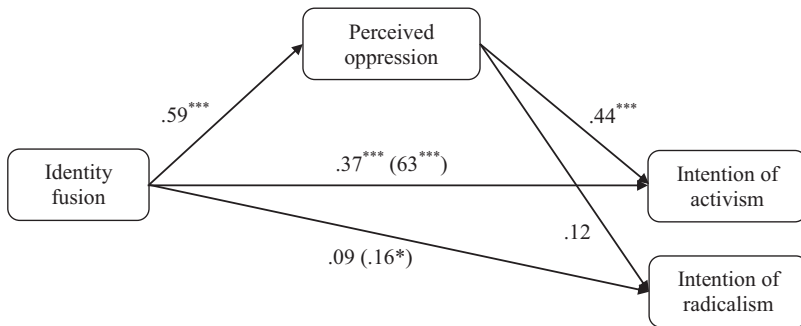 Perceived
oppression
.59***
.44***
.37*** (63***)
Identity
fusion
Intention of
activism
.12
.09 (.16*)
Intention of
radicalism